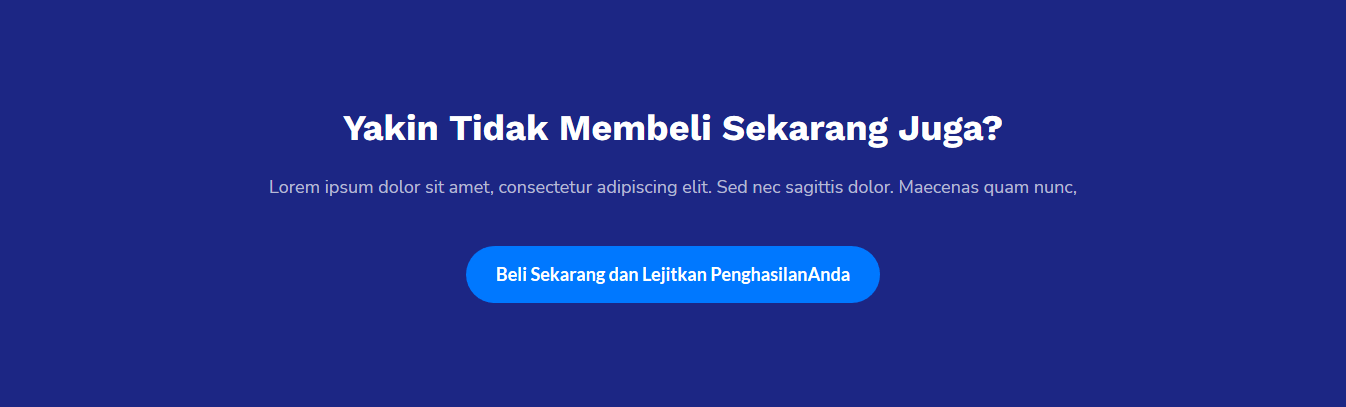 Yakin Tidak Membeli Sekarang Juga?
Lorem ipsum dolor sit amet, consectetur adipiscing elit. Sed nec sagittis dolor. Maecenas quam nunc,
Beli Sekarang dan Lejitkan PenghasilanAnda